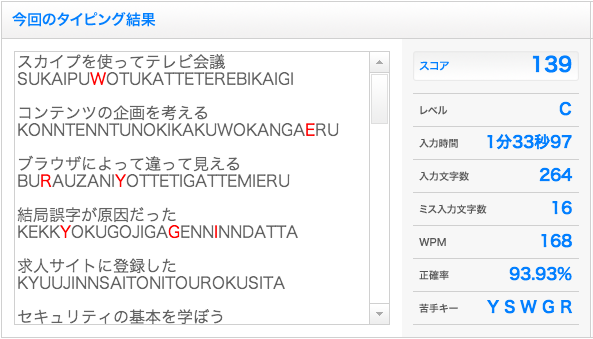 今回のタイピング結果
スカイプを使ってテレビ会議
SUKAIPUWOTUKATTETEREBIKAIGI
コンテンツの企画を考える
KONNTENNTUNOKIKAKUWOKANGAERU
ブラウザによって違って見える
BURAUZANIYOTTETIGATTEMIERU
結局誤字が原因だった
KEKKYOKUGOJIGAGENNINNDATTA
求人サイトに登録した
KYUUJINNSAITONITOUROKUSITA
セキュリティの基本を学ぼう
スコア 139
レベル C
入力時間 1分33秒97
入力文字数 264
ミス入力文字数 16
WPM 168
正確率 93.93%
苦手キー Y S W G R